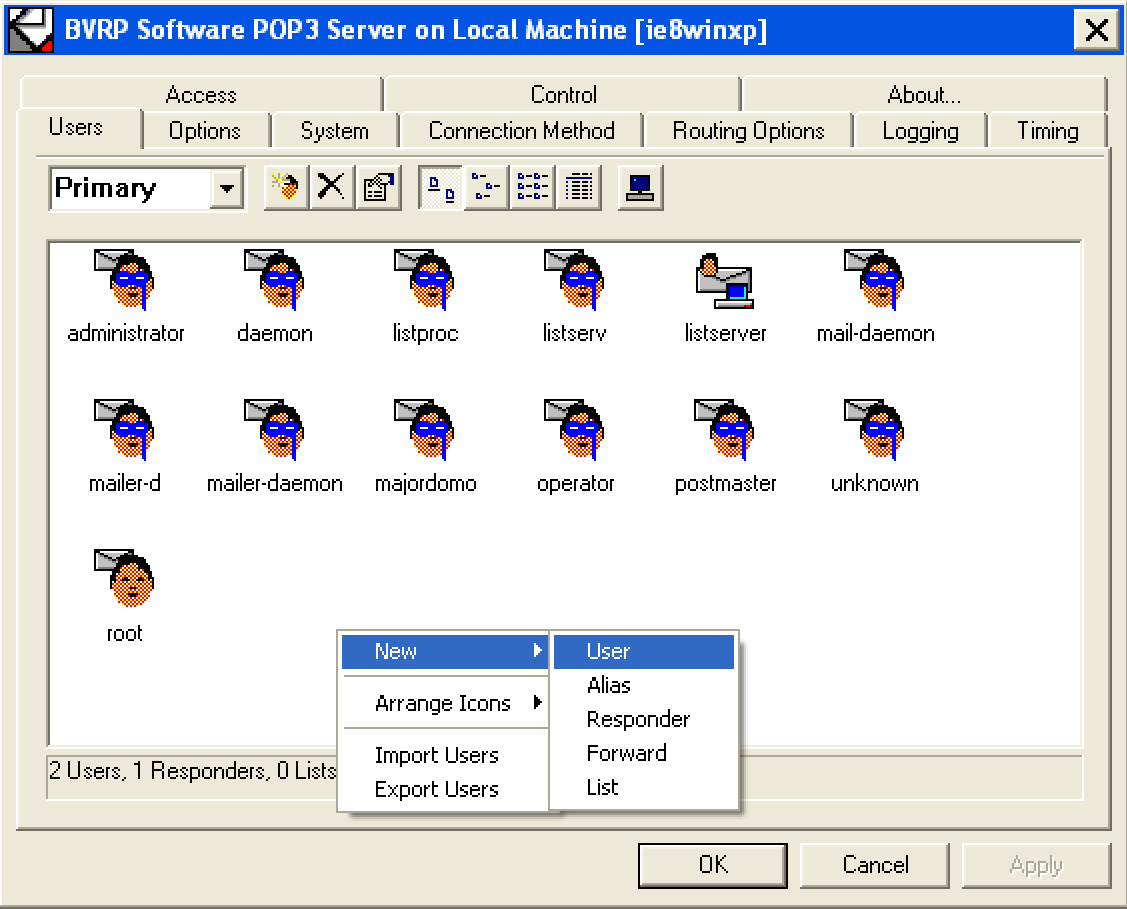 BVRP Software POP3 Server on Local Machine [ie8winxp]
Access Control About...
Users Options System Connection Method Routing Options Logging Timing
Primary
administrator daemon listproc listserv listserver mail-daemon
mailer-d mailer-daemon majordomo operator postmaster unknown
root
New
Arrange Icons
Import Users
Export Users
User
Alias
Responder
Forward
List
2 Users, 1 Responders, 0 Lists
OK Cancel Apply